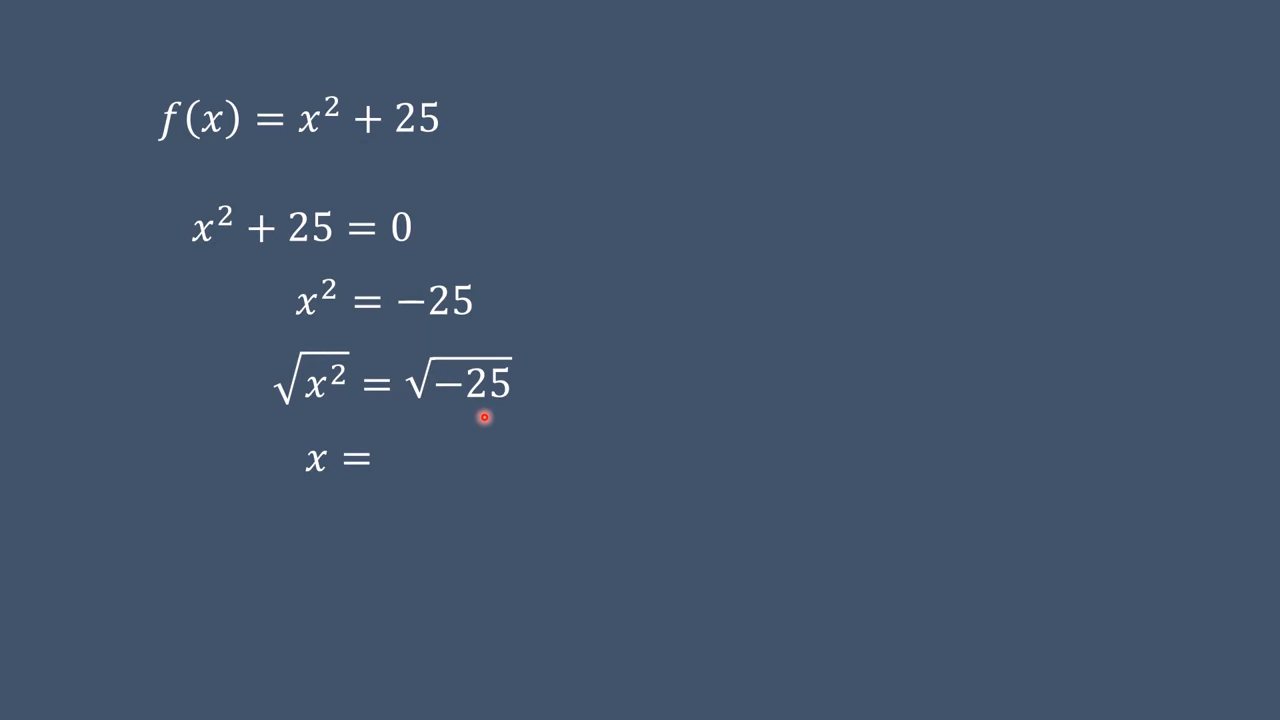 f(x) = x² + 25
x² + 25 = 0
x² = −25
√x² = √−25
x =